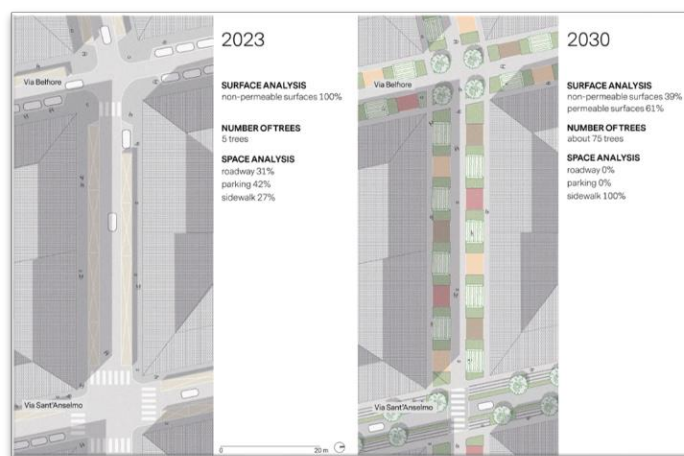 2023
Via Belfiore
SURFACE ANALYSIS
non-permeable surfaces 100%
NUMBER OF TREES
5 trees
SPACE ANALYSIS
roadway 31%
parking 42%
sidewalk 27%
Via Sant'Anselmo
0
20 m
2030
Via Belfiore
SURFACE ANALYSIS
non-permeable surfaces 39%
permeable surfaces 61%
NUMBER OF TREES
about 75 trees
SPACE ANALYSIS
roadway 0%
parking 0%
sidewalk 100%
Via Sant'Anselmo